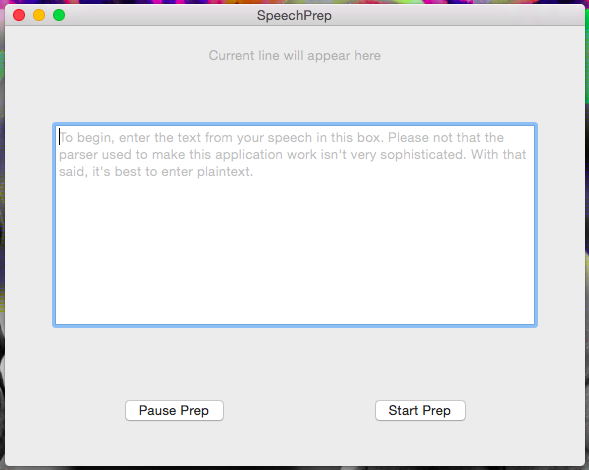 SpeechPrep
Current line will appear here
To begin, enter the text from your speech in this box. Please not that the
parser used to make this application work isn't very sophisticated. With that
said, it's best to enter plaintext.
Pause Prep
Start Prep